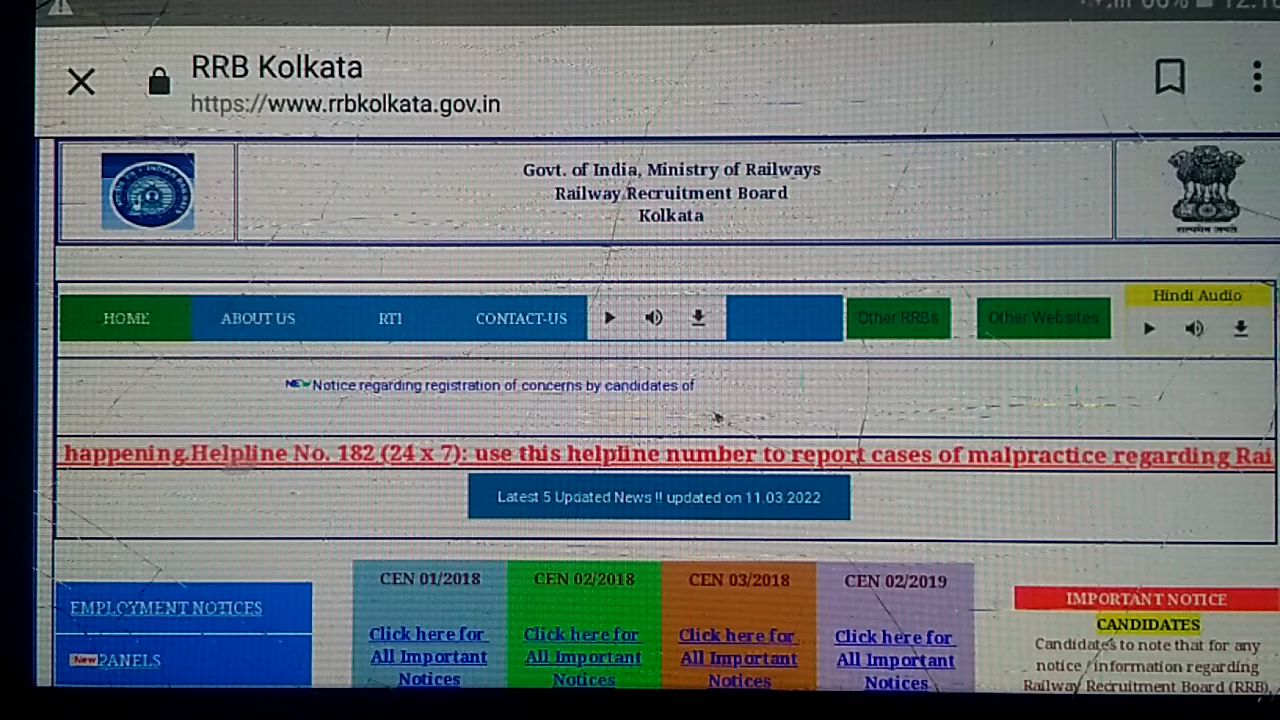 RRB Kolkata
https://www.rrbkolkata.gov.in
Govt. of India, Ministry of Railways
Railway Recruitment Board
Kolkata
सत्यमेव जयते
HOME ABOUT US RTI CONTACT-US Other RRBs Other Websites Hindi Audio
NEW Notice regarding registration of concerns by candidates of
happening.Helpline No. 182 (24 x 7): use this helpline number to report cases of malpractice regarding Rai
Latest 5 Updated News !! updated on 11.03.2022
EMPLOYMENT NOTICES
New PANELS
CEN 01/2018
Click here for
All Important
Notices
CEN 02/2018
Click here for
All Important
Notices
CEN 03/2018
Click here for
All Important
Notices
CEN 02/2019
Click here for
All Important
Notices
IMPORTANT NOTICE
CANDIDATES
Candidates to note that for any
notice / information regarding
Railway Recruitment Board (RRB),